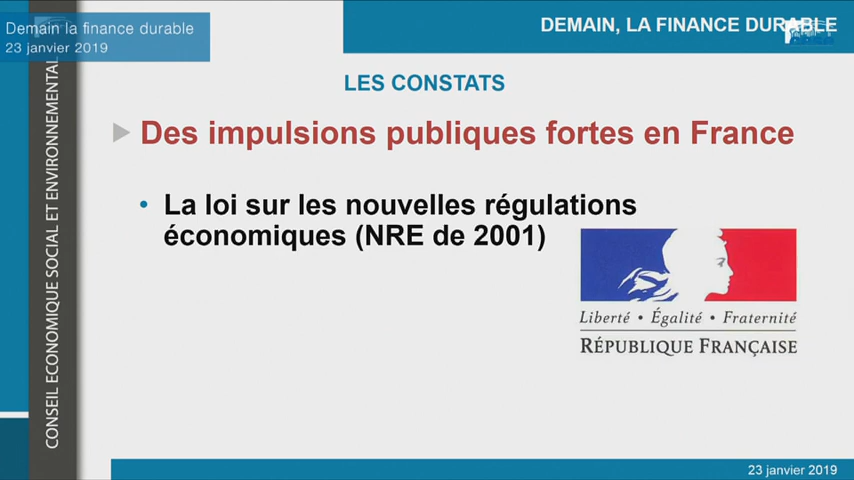 Demain la finance durable
23 janvier 2019
DEMAIN, LA FINANCE DURABLE
CONSEIL ECONOMIQUE SOCIAL ET ENVIRONNEMENTAL
LES CONSTATS
Des impulsions publiques fortes en France
• La loi sur les nouvelles régulations
économiques (NRE de 2001)
Liberté • Égalité • Fraternité
RÉPUBLIQUE FRANÇAISE
23 janvier 2019